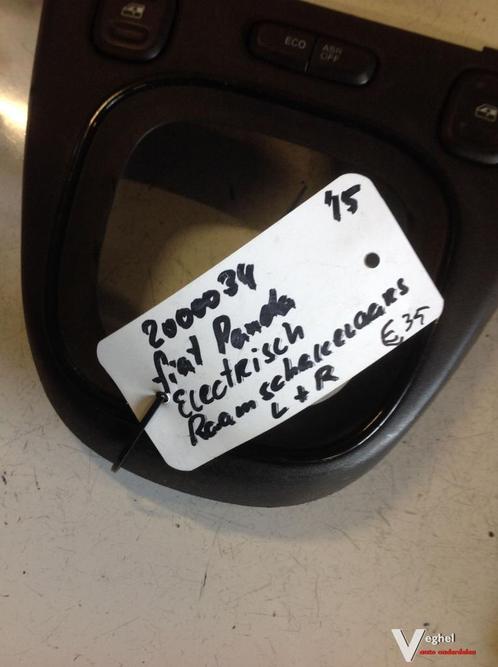 ECO
ASR
OFF
'15
2000034
fiat Panda
Electrisch
Raamschakelaars
L + R
€,35
Veghel
auto onderdelen